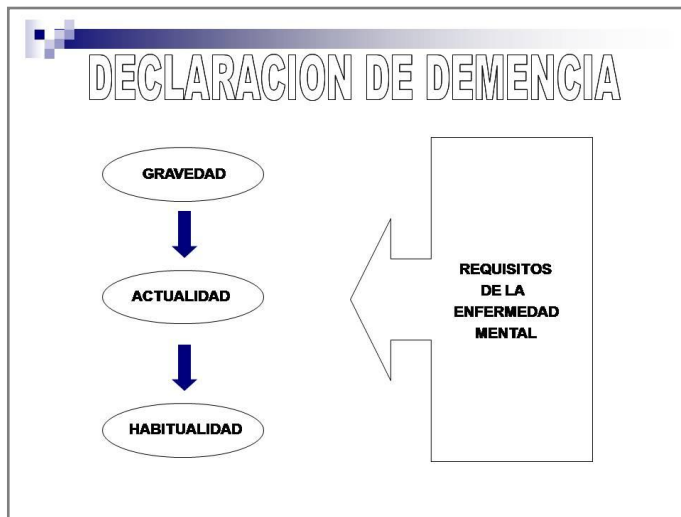 DECLARACION DE DEMENCIA
GRAVEDAD
ACTUALIDAD
HABITUALIDAD
REQUISITOS
DE LA
ENFERMEDAD
MENTAL